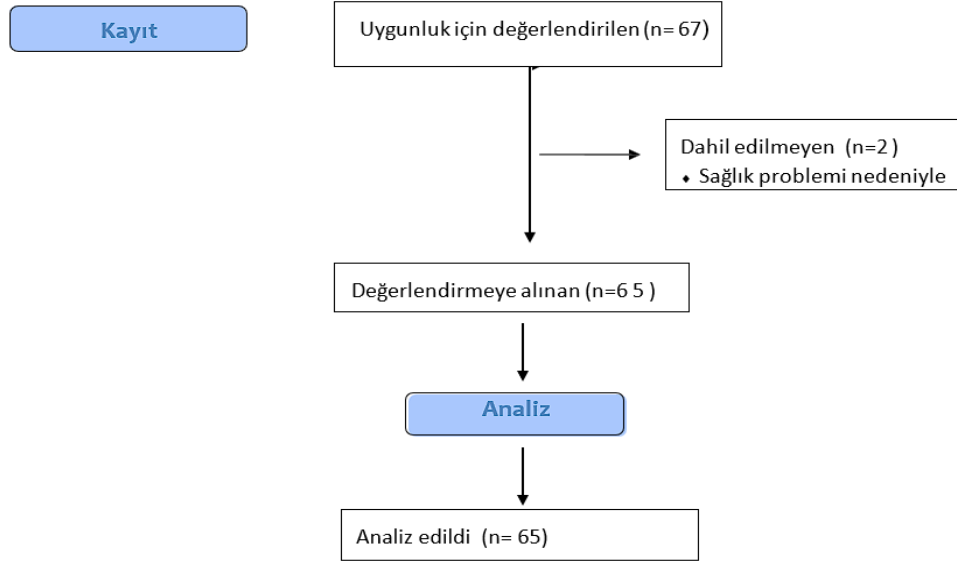 Kayıt
Uygunluk için değerlendirilen (n= 67)
Dahil edilmeyen (n=2 )
⬧ Sağlık problemi nedeniyle
Değerlendirmeye alınan (n=6 5 )
Analiz
Analiz edildi (n= 65)